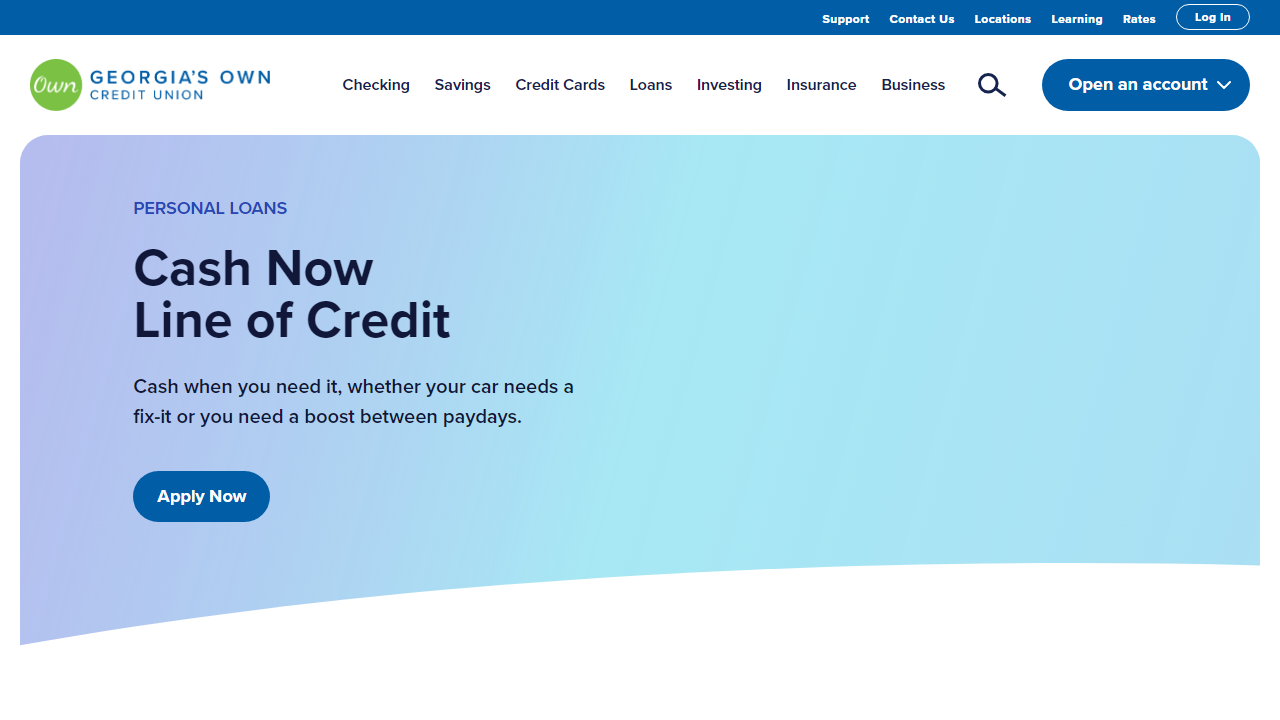 Support Contact Us Locations Learning Rates Log In
Own GEORGIA'S OWN
CREDIT UNION
Checking Savings Credit Cards Loans Investing Insurance Business Open an account
PERSONAL LOANS
Cash Now
Line of Credit
Cash when you need it, whether your car needs a
fix-it or you need a boost between paydays.
Apply Now